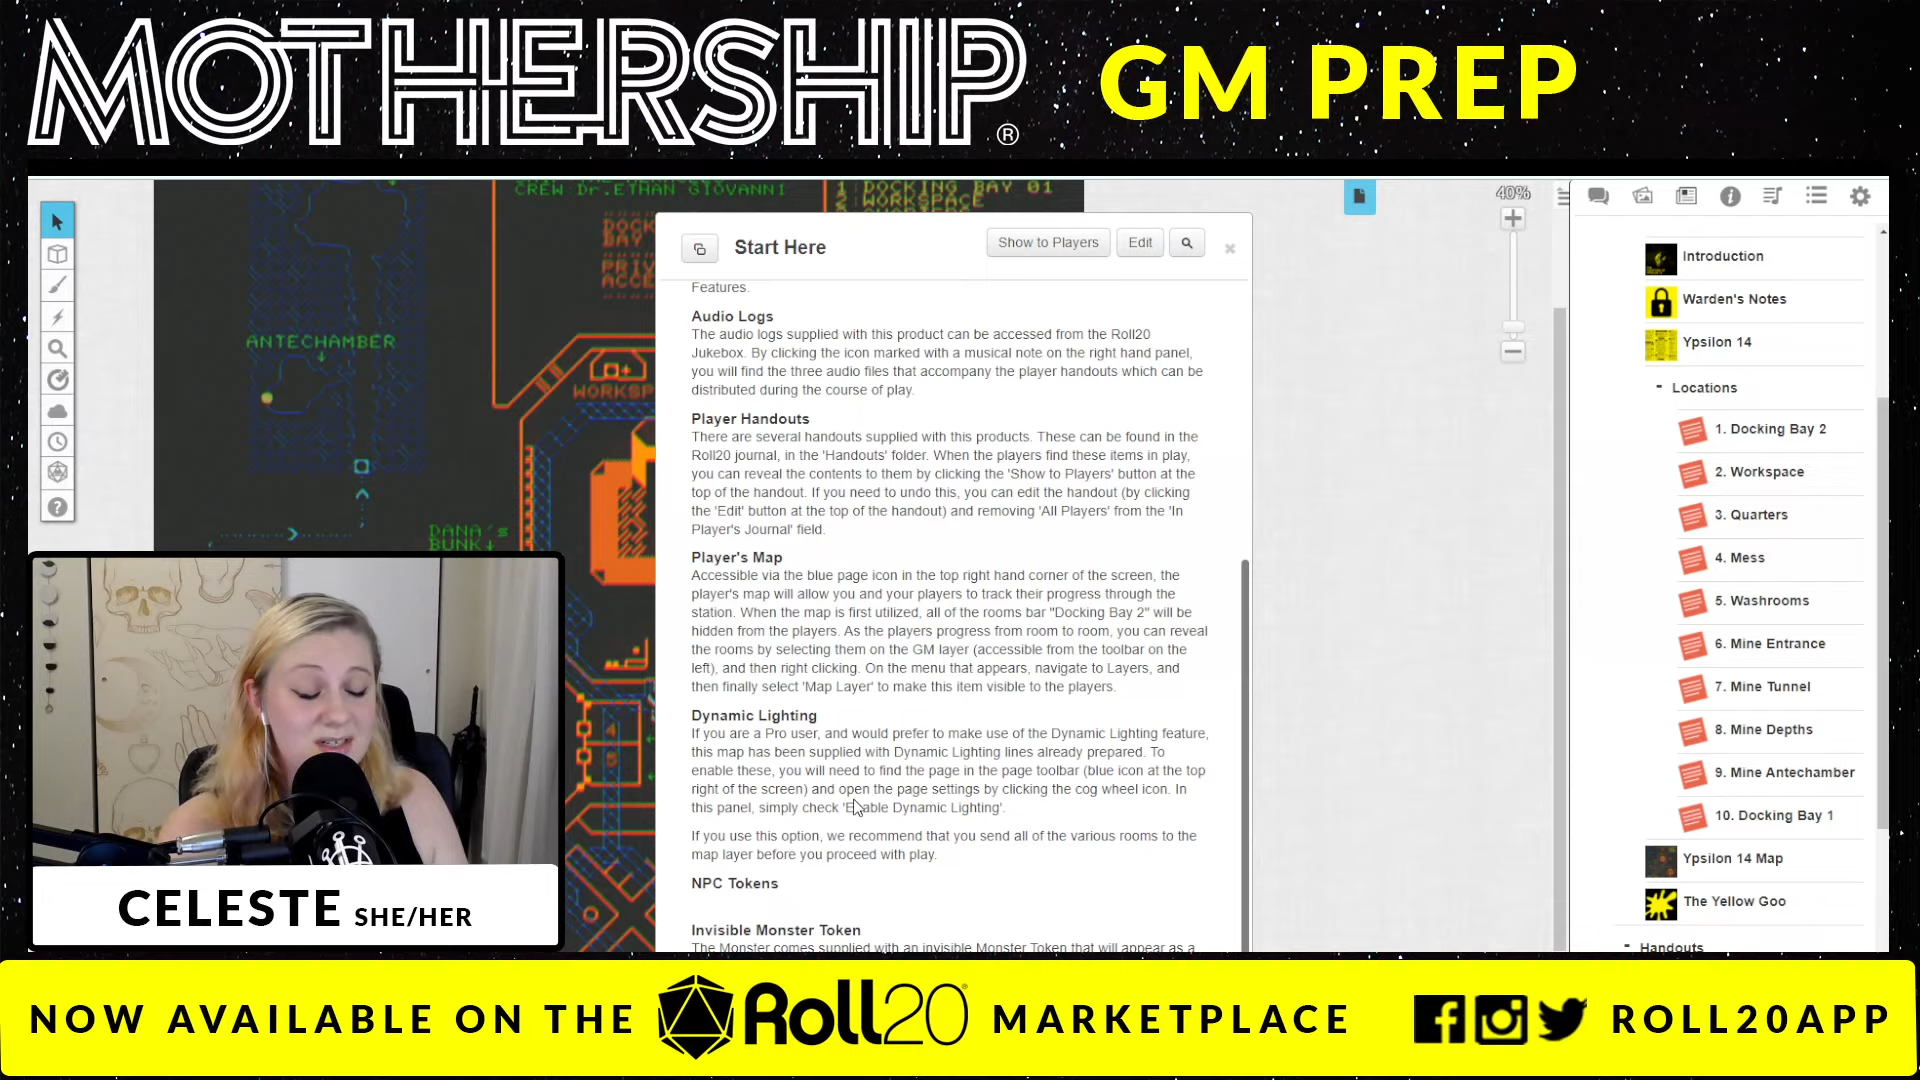 MOTHERSHIP®
GM PREP
CREW Dr.ETHAN GIOVANNI
1: DOCKING BAY 01
2: WORKSPACE
ANTECHAMBER
DANA's
BUNK
WORKSP
4
5
40%
Start Here
Show to Players
Edit
Features.
Audio Logs
The audio logs supplied with this product can be accessed from the Roll20
Jukebox. By clicking the icon marked with a musical note on the right hand panel,
you will find the three audio files that accompany the player handouts which can be
distributed during the course of play.
Player Handouts
There are several handouts supplied with this products. These can be found in the
Roll20 journal, in the 'Handouts' folder. When the players find these items in play,
you can reveal the contents to them by clicking the 'Show to Players' button at the
top of the handout. If you need to undo this, you can edit the handout (by clicking
the 'Edit' button at the top of the handout) and removing 'All Players' from the 'In
Player's Journal' field.
Player's Map
Accessible via the blue page icon in the top right hand corner of the screen, the
player's map will allow you and your players to track their progress through the
station. When the map is first utilized, all of the rooms bar "Docking Bay 2" will be
hidden from the players. As the players progress from room to room, you can reveal
the rooms by selecting them on the GM layer (accessible from the toolbar on the
left), and then right clicking. On the menu that appears, navigate to Layers, and
then finally select 'Map Layer' to make this item visible to the players.
Dynamic Lighting
If you are a Pro user, and would prefer to make use of the Dynamic Lighting feature,
this map has been supplied with Dynamic Lighting lines already prepared. To
enable these, you will need to find the page in the page toolbar (blue icon at the top
right of the screen) and open the page settings by clicking the cog wheel icon. In
this panel, simply check 'Enable Dynamic Lighting'.
If you use this option, we recommend that you send all of the various rooms to the
map layer before you proceed with play.
NPC Tokens
Invisible Monster Token
The Monster comes supplied with an invisible Monster Token that will appear as a
Introduction
Warden's Notes
Ypsilon 14
- Locations
1. Docking Bay 2
2. Workspace
3. Quarters
4. Mess
5. Washrooms
6. Mine Entrance
7. Mine Tunnel
8. Mine Depths
9. Mine Antechamber
10. Docking Bay 1
Ypsilon 14 Map
The Yellow Goo
- Handouts
CELESTE SHE/HER
NOW AVAILABLE ON THE Roll20® MARKETPLACE
ROLL20APP